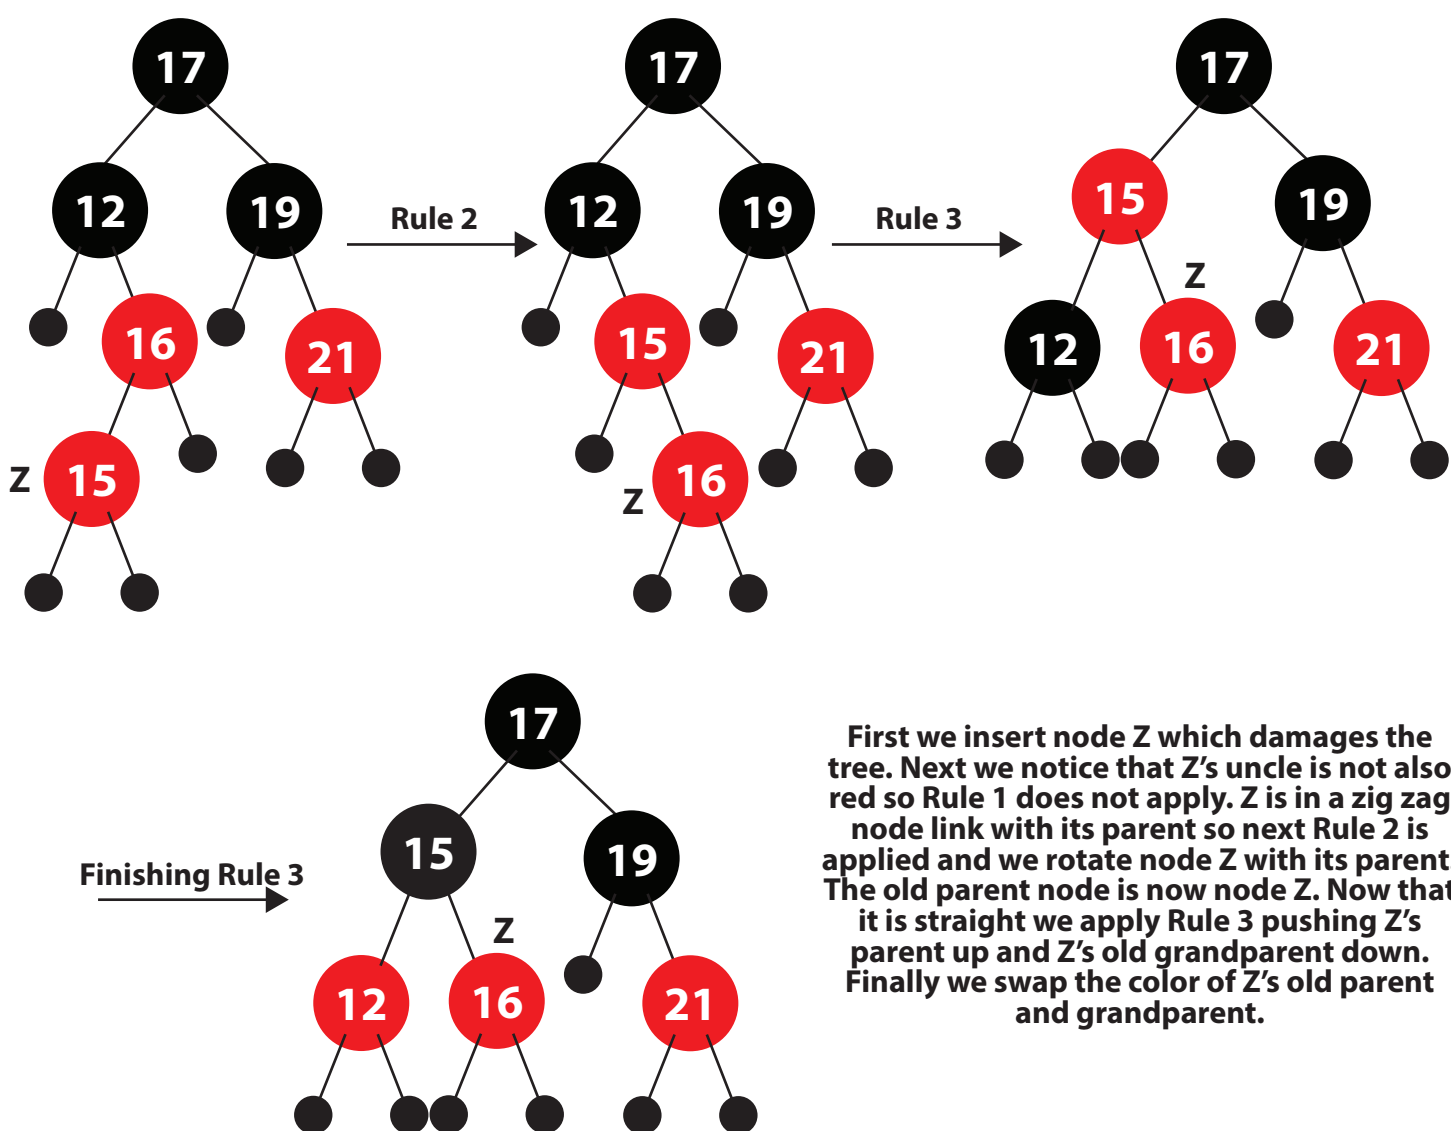 17
12
19
16
21
Z
15
Rule 2
17
12
19
15
21
Z
16
Rule 3
17
15
19
Z
12
16
21
Finishing Rule 3
17
15
19
Z
12
16
21
First we insert node Z which damages the
tree. Next we notice that Z's uncle is not also
red so Rule 1 does not apply. Z is in a zig zag
node link with its parent so next Rule 2 is
applied and we rotate node Z with its parent
The old parent node is now node Z. Now that
it is straight we apply Rule 3 pushing Z's
parent up and Z's old grandparent down.
Finally we swap the color of Z's old parent
and grandparent.